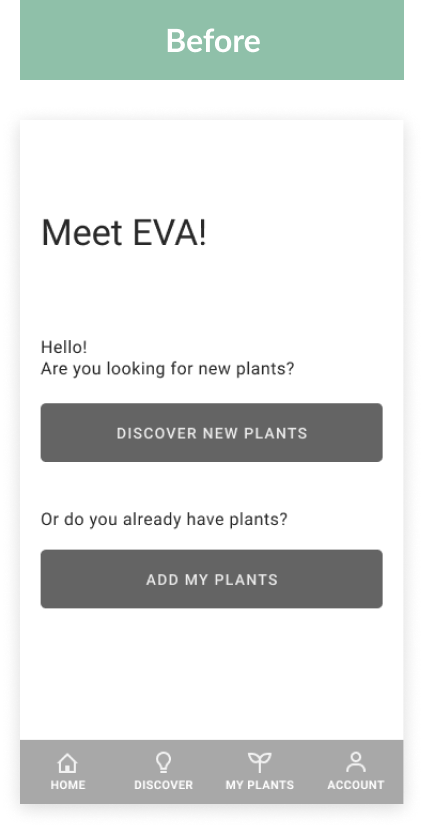 Before
Meet EVA!
Hello!
Are you looking for new plants?
DISCOVER NEW PLANTS
Or do you already have plants?
ADD MY PLANTS
HOME DISCOVER MY PLANTS ACCOUNT